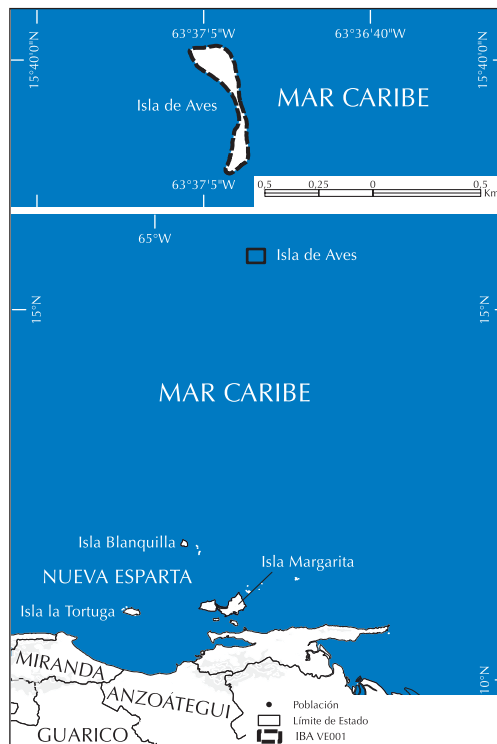 63°37'5"W
63°36'40"W
15°40'0"N
15°40'0"N
Isla de Aves
MAR CARIBE
63°37'5"W
0,5 0,25 0 0,5
Km
65°W
Isla de Aves
15°N
15°N
MAR CARIBE
Isla Blanquilla
Isla Margarita
NUEVA ESPARTA
Isla la Tortuga
MIRANDA
ANZOÁTEGUI
10°N
GUARICO
Población
Límite de Estado
IBA VE001